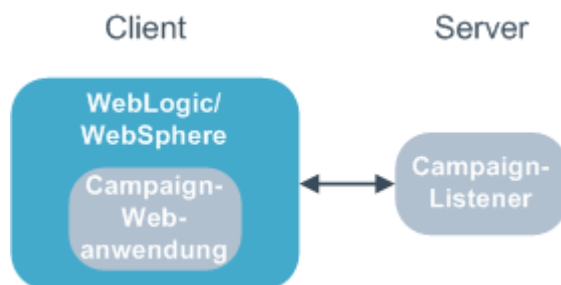 Client
Server
WebLogic/
WebSphere
Campaign-
Web-
anwendung
Campaign-
Listener